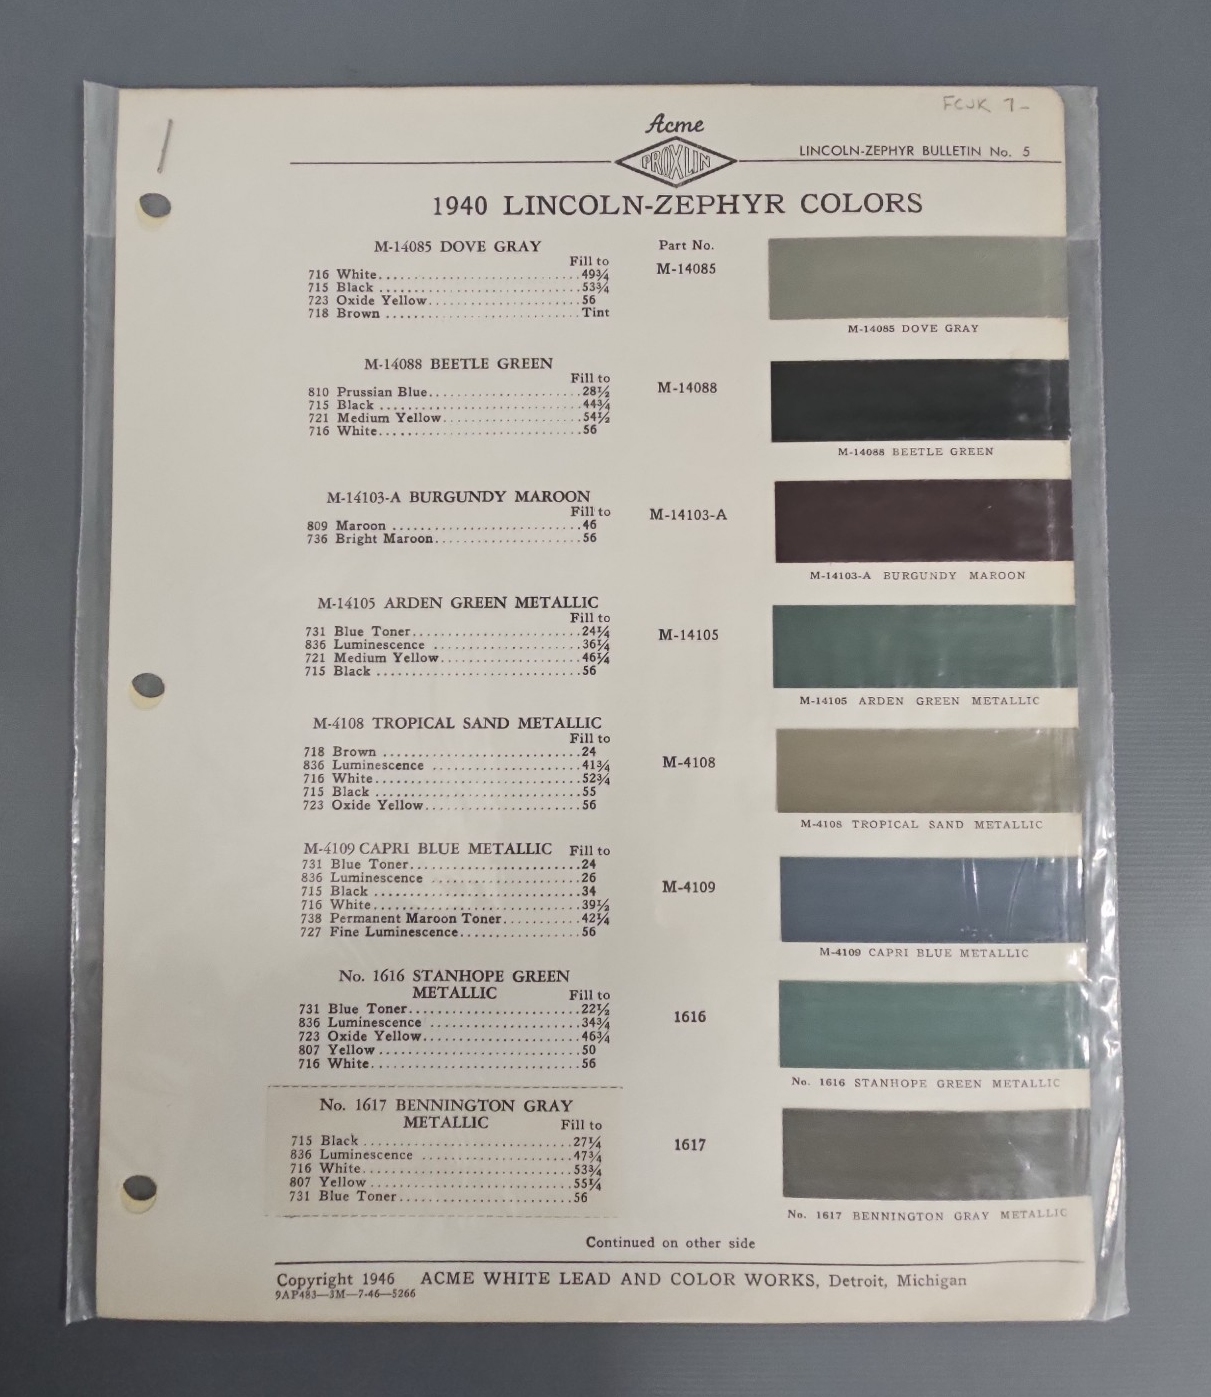 FCJK 7-
Acme
PROXLIN
LINCOLN-ZEPHYR BULLETIN No. 5
1940 LINCOLN-ZEPHYR COLORS
M-14085 DOVE GRAY
Fill to
716 White............................49¾
715 Black............................53¾
723 Oxide Yellow.....................56
718 Brown............................Tint
Part No.
M-14085
M-14085 DOVE GRAY
M-14088 BEETLE GREEN
Fill to
810 Prussian Blue....................28½
715 Black............................44¾
721 Medium Yellow....................54½
716 White............................56
M-14088
M-14088 BEETLE GREEN
M-14103-A BURGUNDY MAROON
Fill to
809 Maroon...........................46
736 Bright Maroon....................56
M-14103-A
M-14103-A BURGUNDY MAROON
M-14105 ARDEN GREEN METALLIC
Fill to
731 Blue Toner.......................24¼
836 Luminescence.....................36¼
721 Medium Yellow....................46¼
715 Black............................56
M-14105
M-14105 ARDEN GREEN METALLIC
M-4108 TROPICAL SAND METALLIC
Fill to
718 Brown............................24
836 Luminescence.....................41¾
716 White............................52¾
715 Black............................55
723 Oxide Yellow.....................56
M-4108
M-4108 TROPICAL SAND METALLIC
M-4109 CAPRI BLUE METALLIC Fill to
731 Blue Toner.......................24
836 Luminescence.....................26
715 Black............................34
716 White............................39½
738 Permanent Maroon Toner...........42¼
727 Fine Luminescence................56
M-4109
M-4109 CAPRI BLUE METALLIC
No. 1616 STANHOPE GREEN
METALLIC Fill to
731 Blue Toner.......................22½
836 Luminescence.....................34¾
723 Oxide Yellow.....................46¾
807 Yellow...........................50
716 White............................56
1616
No. 1616 STANHOPE GREEN METALLIC
No. 1617 BENNINGTON GRAY
METALLIC Fill to
715 Black............................27¼
836 Luminescence.....................47¾
716 White............................53¾
807 Yellow...........................55¼
731 Blue Toner.......................56
1617
No. 1617 BENNINGTON GRAY METALLIC
Continued on other side
Copyright 1946 ACME WHITE LEAD AND COLOR WORKS, Detroit, Michigan
9AP483—3M—7-46—5266